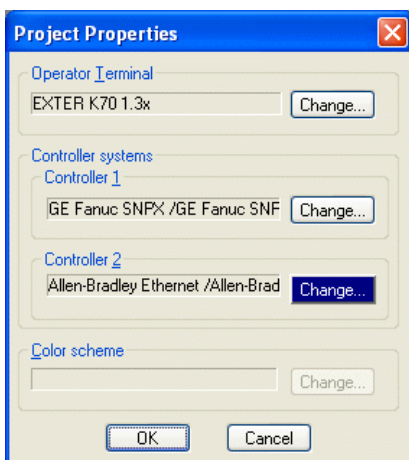 Project Properties
Operator Terminal
EXTER K70 1.3x
Change...
Controller systems
Controller 1
GE Fanuc SNPX /GE Fanuc SNF
Change...
Controller 2
Allen-Bradley Ethernet /Allen-Brad
Change...
Color scheme
Change...
OK
Cancel